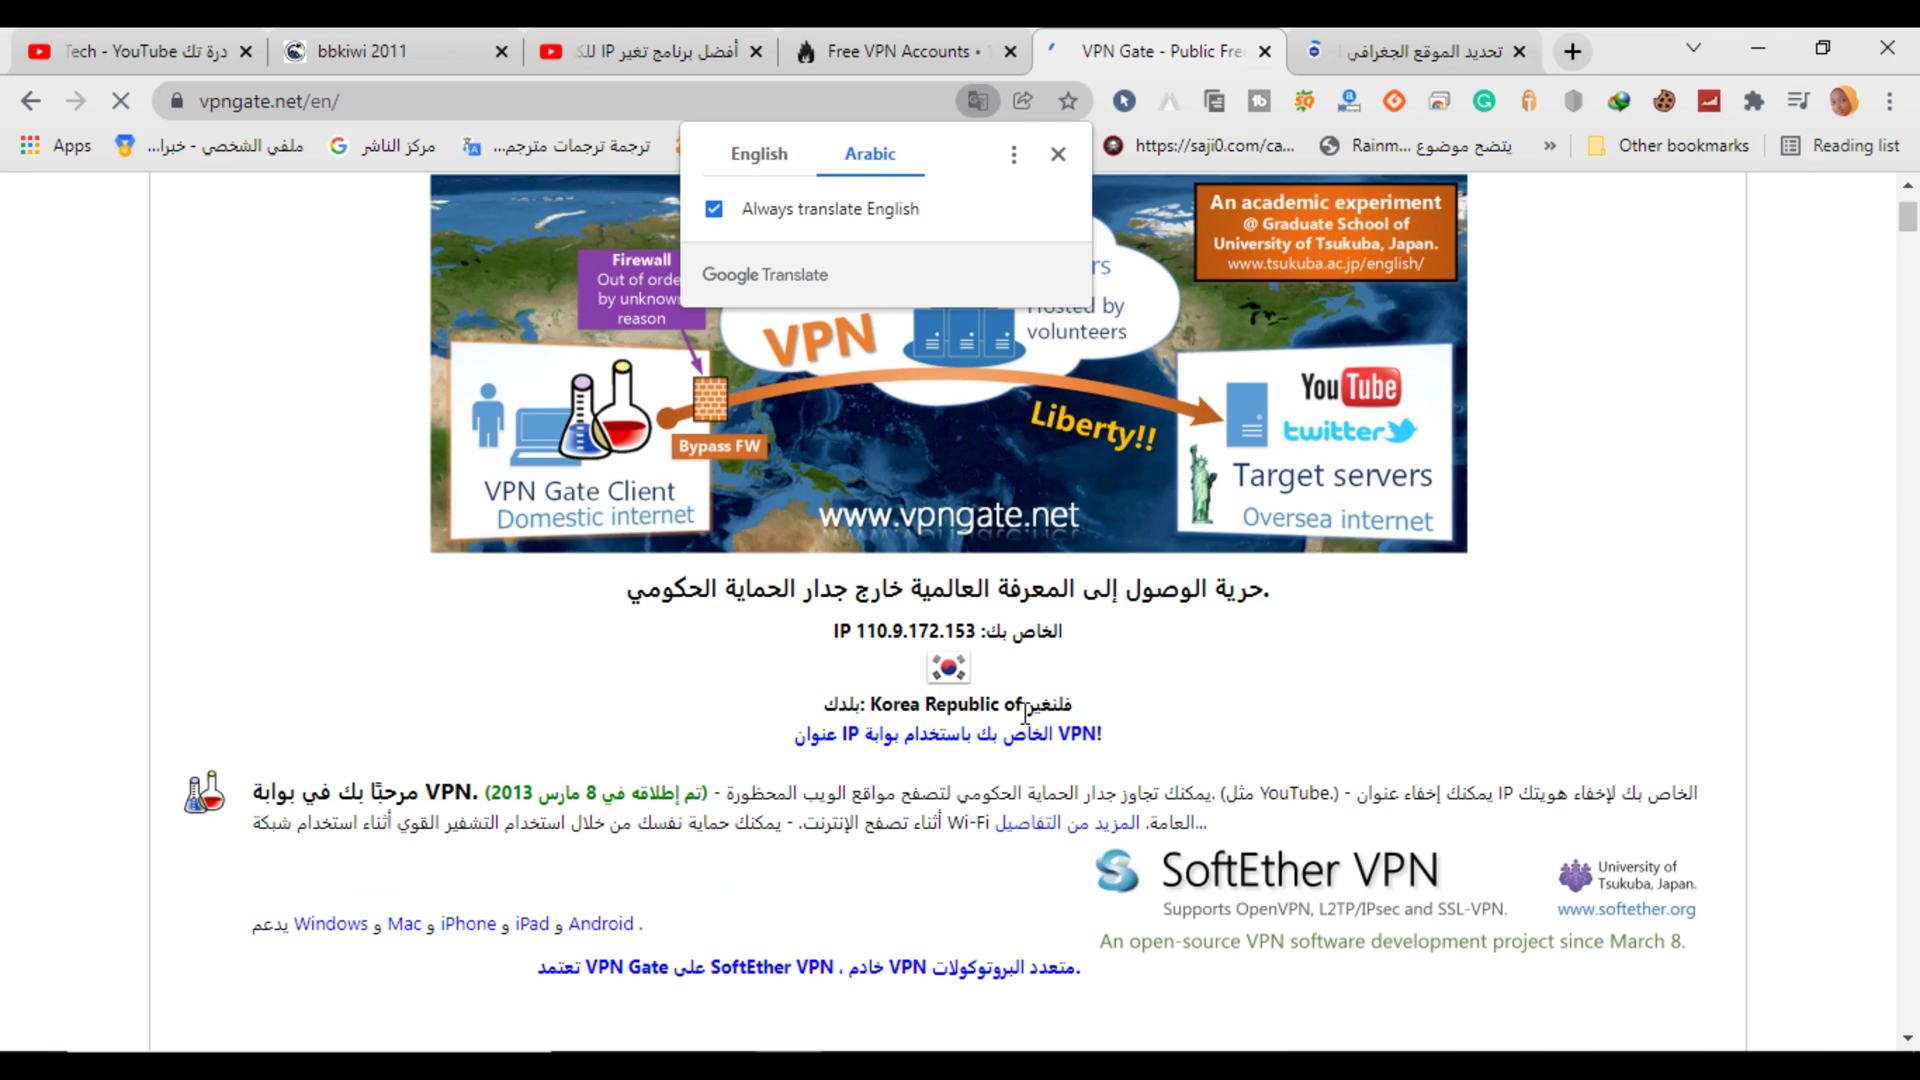 Tech - YouTube درة تك
bbkiwi 2011
أفضل برنامج تغير IP للك
Free VPN Accounts •
VPN Gate - Public Fre
تحديد الموقع الجغرافي
vpngate.net/en/
Apps
ملفي الشخصي - خبرا...
مركز الناشر
ترجمة ترجمات مترجم...
https://saji0.com/ca...
Rainm... يتضح موضوع
»
Other bookmarks
Reading list
English
Arabic
Always translate English
Google Translate
An academic experiment
@ Graduate School of
University of Tsukuba, Japan.
www.tsukuba.ac.jp/english/
Firewall
Out of orde
by unknown
reason
rs
Hosted by
volunteers
VPN
Bypass FW
Liberty!!
YouTube
twitter
VPN Gate Client
Domestic internet
www.vpngate.net
Target servers
Oversea internet
حرية الوصول إلى المعرفة العالمية خارج جدار الحماية الحكومي.
IP 110.9.172.153 :الخاص بك
بلدك: Korea Republic of فلنغير
عنوان IP الخاص بك باستخدام بوابة VPN!
مرحبًا بك في بوابة VPN. (تم إطلاقه في 8 مارس 2013) - يمكنك تجاوز جدار الحماية الحكومي لتصفح مواقع الويب المحظورة (مثل YouTube.). - يمكنك إخفاء عنوان IP الخاص بك لإخفاء هويتك
أثناء تصفح الإنترنت. - يمكنك حماية نفسك من خلال استخدام التشفير القوي أثناء استخدام شبكة Wi-Fi العامة. المزيد من التفاصيل...
SoftEther VPN
Supports OpenVPN, L2TP/IPsec and SSL-VPN.
University of
Tsukuba, Japan.
www.softether.org
An open-source VPN software development project since March 8.
يدعم Windows و Mac و iPhone و iPad و Android .
تعتمد VPN Gate على SoftEther VPN ، خادم VPN متعدد البروتوكولات.